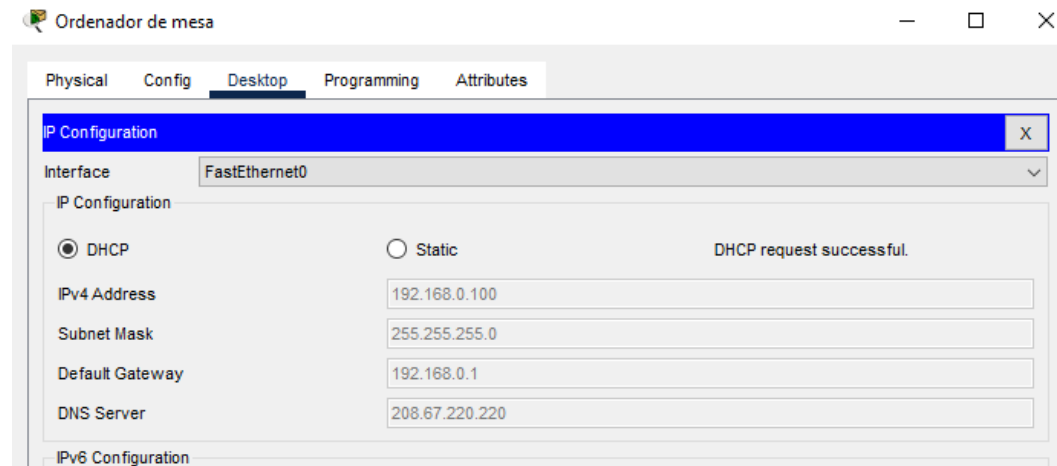 Ordenador de mesa
Physical Config Desktop Programming Attributes
IP Configuration X
Interface FastEthernet0
IP Configuration
DHCP Static DHCP request successful.
IPv4 Address 192.168.0.100
Subnet Mask 255.255.255.0
Default Gateway 192.168.0.1
DNS Server 208.67.220.220
IPv6 Configuration